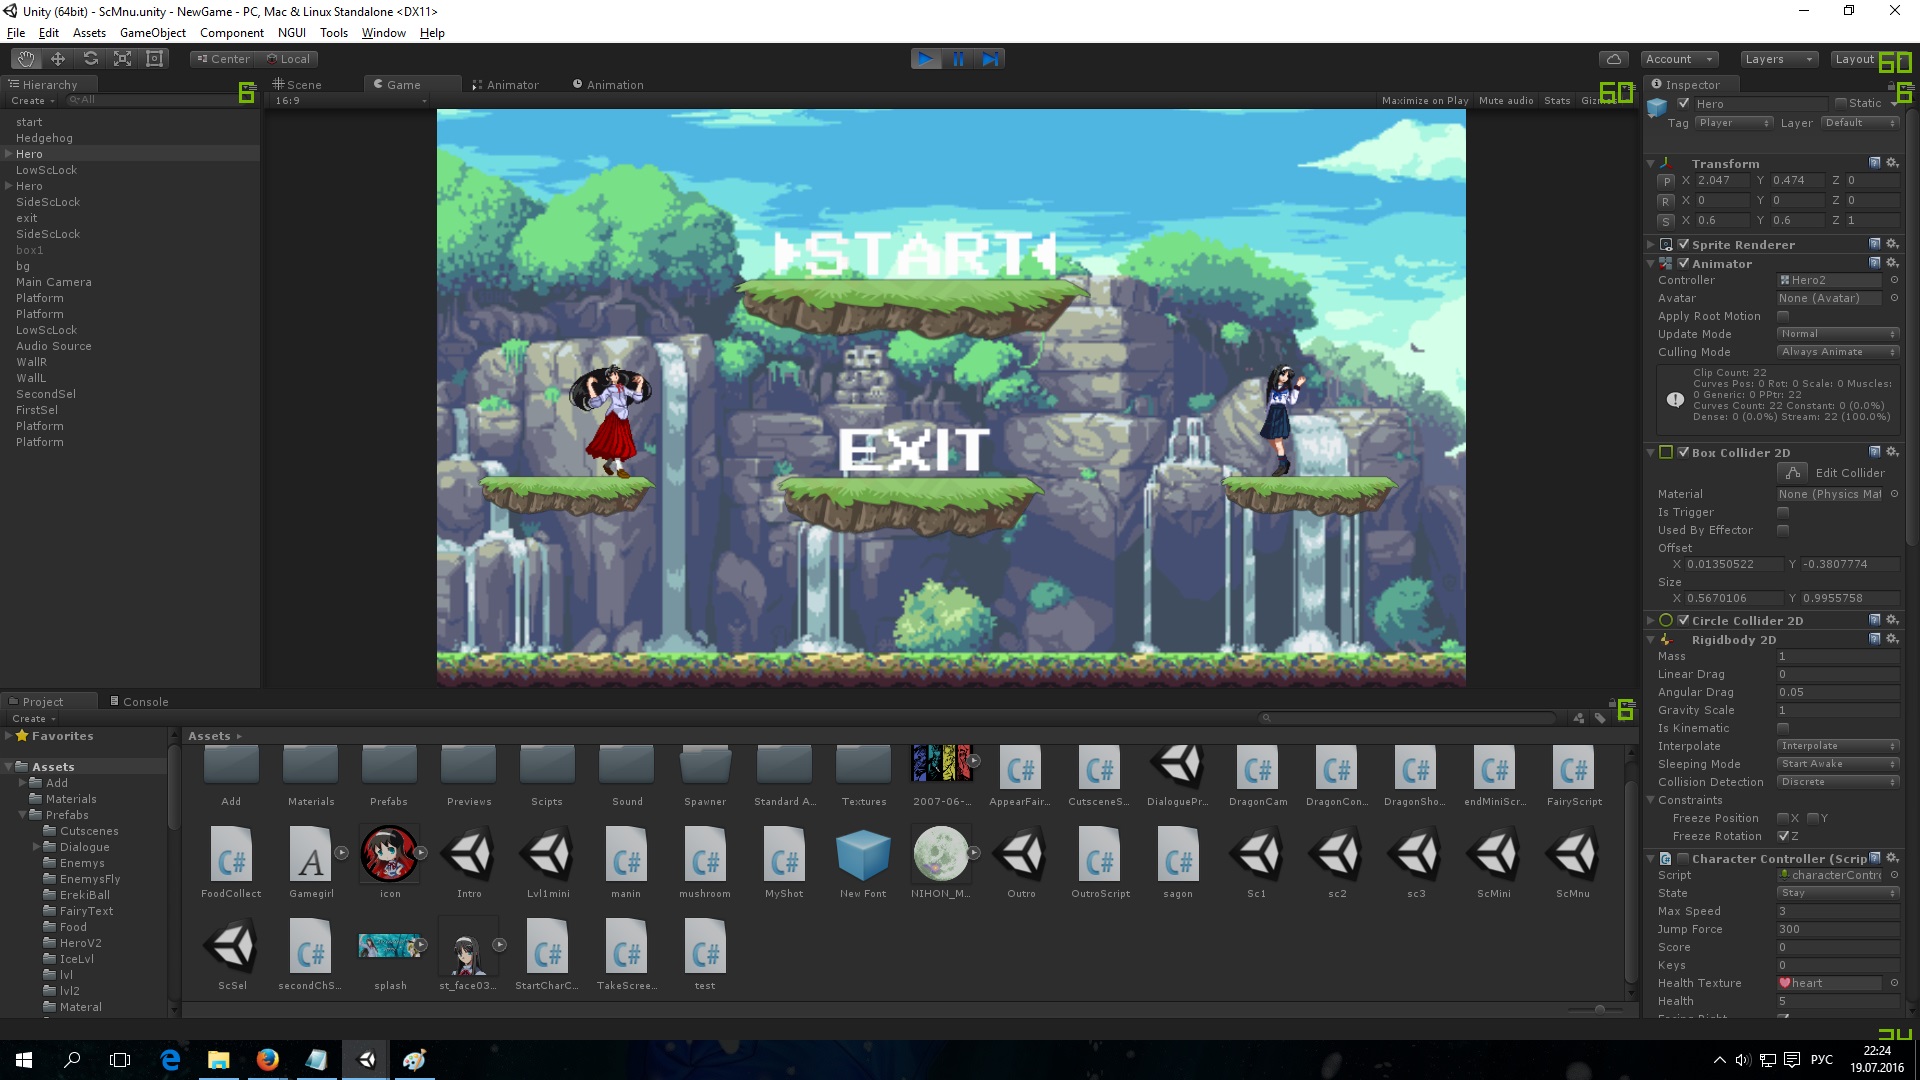 Unity (64bit) - ScMnu.unity - NewGame - PC, Mac & Linux Standalone <DX11>
File Edit Assets GameObject Component NGUI Tools Window Help
Center Local Account Layers Layout 60
Hierarchy 6 Scene Game Animator Animation 60 Inspector 6
Create All 16:9 Maximize on Play Mute audio Stats
Hero Static
Tag Player Layer Default
start
Hedgehog
Hero
LowScLock
Hero
SideScLock
exit
SideScLock
box1
bg
Main Camera
Platform
Platform
LowScLock
Audio Source
WallR
WallL
SecondSel
FirstSel
Platform
Platform
START
EXIT
Transform
P X 2.047 Y 0.474 Z 0
R X 0 Y 0 Z 0
S X 0.6 Y 0.6 Z 1
Sprite Renderer
Animator
Controller Hero2
Avatar None (Avatar)
Apply Root Motion
Update Mode Normal
Culling Mode Always Animate
Clip Count: 22
Curves Pos: 0 Rot: 0 Scale: 0 Muscles:
0 Generic: 0 PPtr: 22
Curves Count: 22 Constant: 0 (0.0%)
Dense: 0 (0.0%) Stream: 22 (100.0%)
Box Collider 2D
Edit Collider
Material None (Physics Mat
Is Trigger
Used By Effector
Offset
X 0.01350522 Y -0.3807774
Size
X 0.5670106 Y 0.9955758
Circle Collider 2D
Rigidbody 2D
Mass 1
Linear Drag 0
Angular Drag 0.05
Gravity Scale 1
Is Kinematic
Interpolate Interpolate
Sleeping Mode Start Awake
Collision Detection Discrete
Constraints
Freeze Position X Y
Freeze Rotation Z
Character Controller (Scrip
Script characterContro
State Stay
Max Speed 3
Jump Force 300
Score 0
Keys 0
Health Texture heart
Health 5
Project Console 6
Create
Favorites
Assets
Add
Materials
Prefabs
Cutscenes
Dialogue
Enemys
EnemysFly
ErekiBall
FairyText
Food
HeroV2
IceLvl
lvl
lvl2
Materal
Assets
C# C# C# C# C# C# C#
Add Materials Prefabs Previews Scipts Sound Spawner Standard A... Textures 2007-06-... AppearFair... CutsceneS... DialoguePr... DragonCam DragonCon... DragonSho... endMiniScr... FairyScript
C# A C# C# C# C# C#
FoodCollect Gamegirl icon Intro Lvl1mini manin mushroom MyShot New Font NIHON_M... Outro OutroScript sagon Sc1 sc2 sc3 ScMini ScMnu
C# C# C# C#
ScSel secondChS... splash st_face03... StartCharC... TakeScree... test
РУС
22:24
19.07.2016